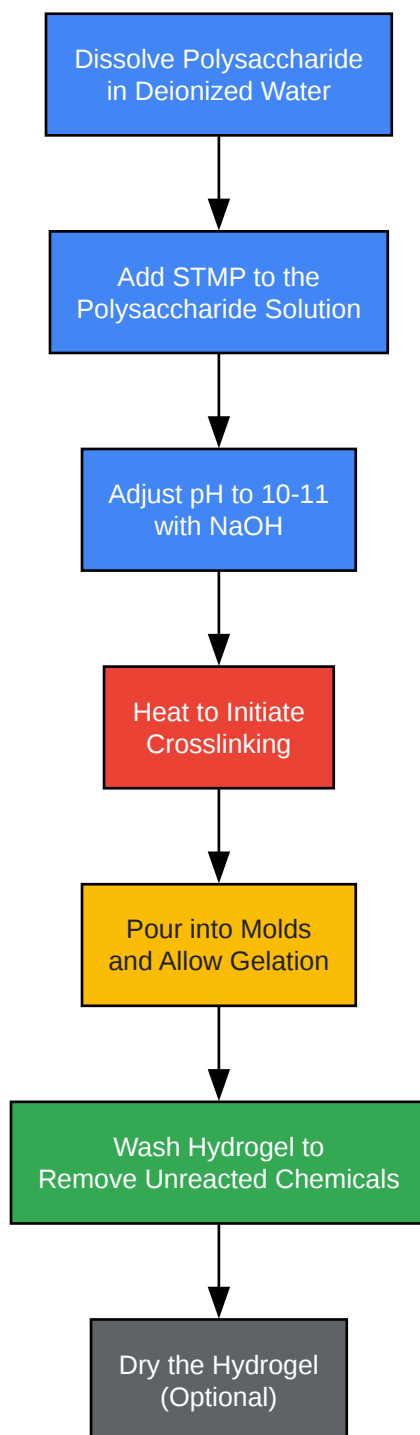 Dissolve Polysaccharide
in Deionized Water
Add STMP to the
Polysaccharide Solution
Adjust pH to 10-11
with NaOH
Heat to Initiate
Crosslinking
Pour into Molds
and Allow Gelation
Wash Hydrogel to
Remove Unreacted Chemicals
Dry the Hydrogel
(Optional)